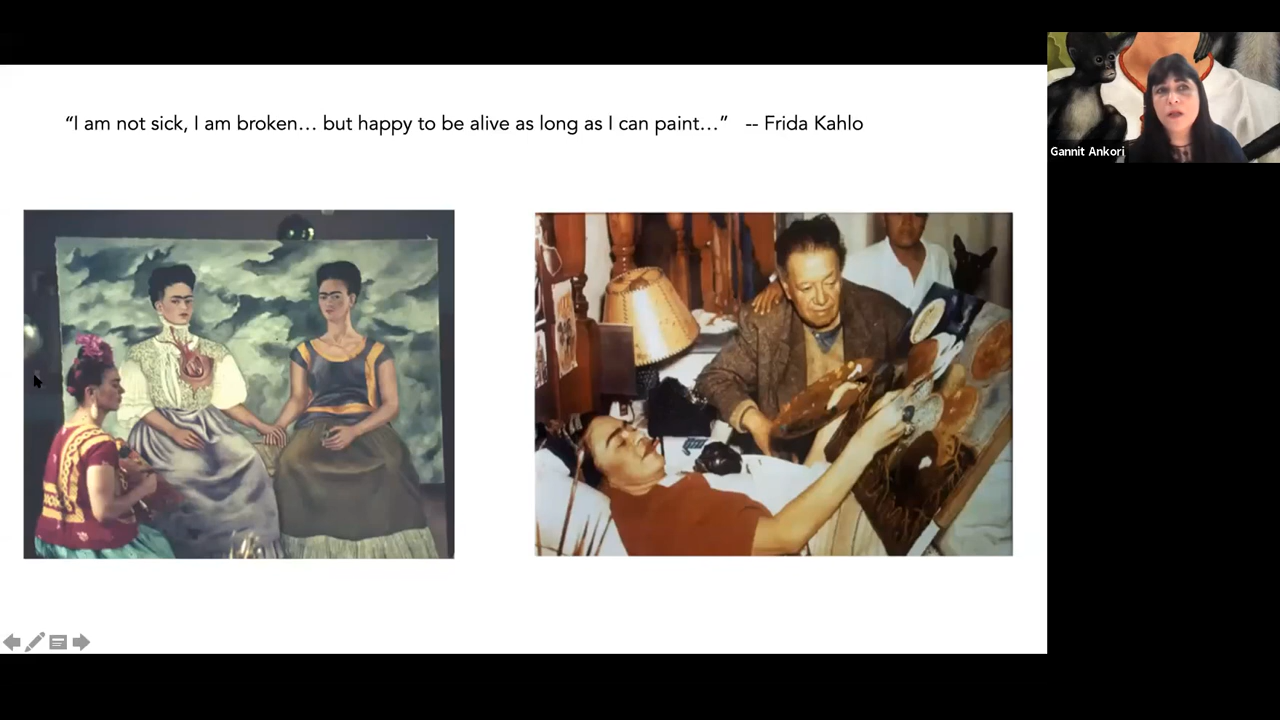 “I am not sick, I am broken… but happy to be alive as long as I can paint…” -- Frida Kahlo
Gannit Ankori